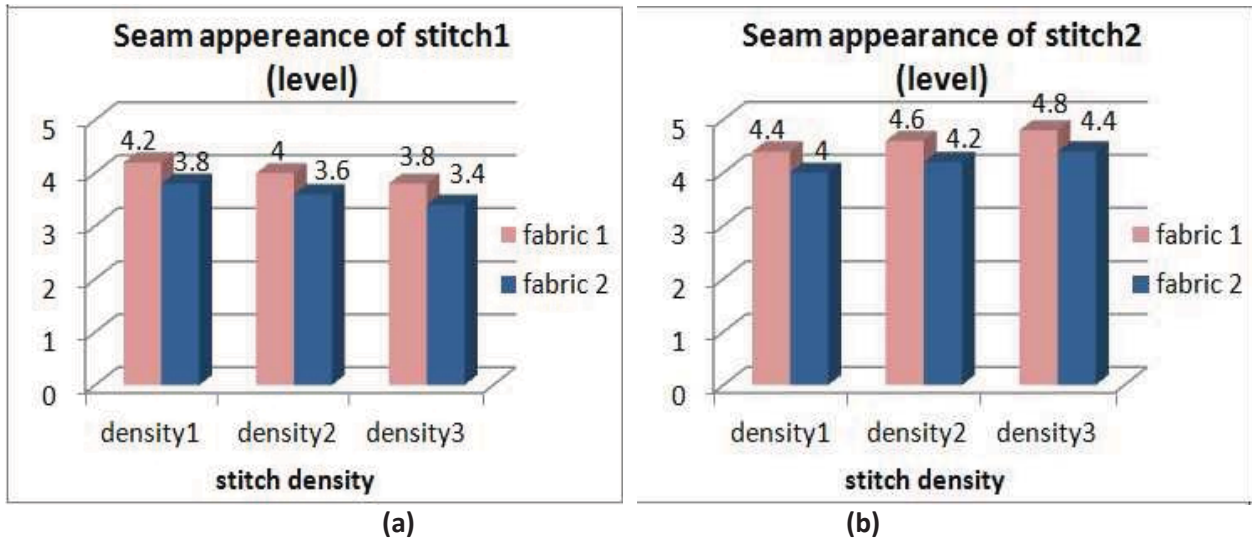 Seam appereance of stitch1
(level)
5
4
3
2
1
0
4.2
3.8
4
3.6
3.8
3.4
fabric 1
fabric 2
density1
density2
density3
stitch density
(a)
Seam appearance of stitch2
(level)
5
4
3
2
1
0
4.4
4
4.6
4.2
4.8
4.4
fabric 1
fabric 2
density1
density2
density3
stitch density
(b)